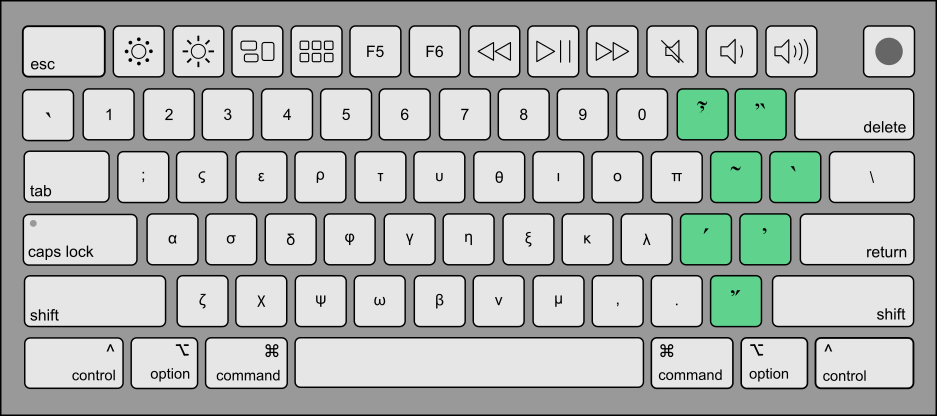 esc F5 F6
` 1 2 3 4 5 6 7 8 9 0 ῏ ῍ delete
tab ; ς ε ρ τ υ θ ι ο π ῀ ` \
caps lock α σ δ φ γ η ξ κ λ ´ ᾿ return
shift ζ χ ψ ω β ν μ , . ῎ shift
^ ⌥ ⌘ ⌘ ⌥ ^
control option command command option control